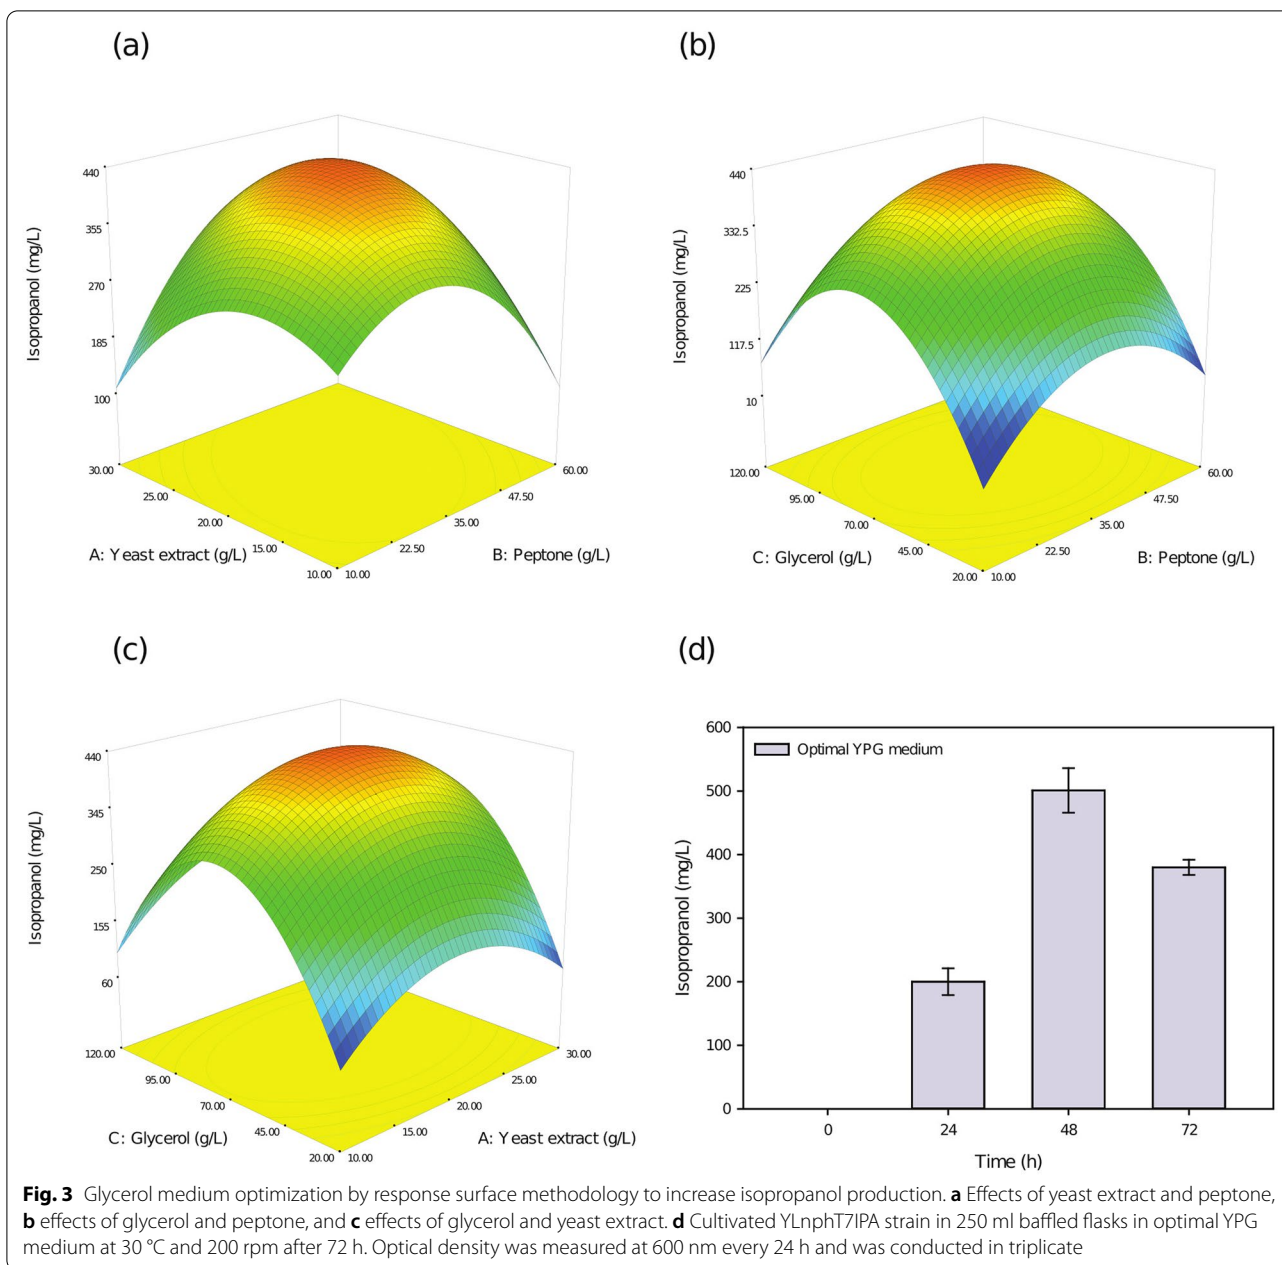 (a)
440
355
270
185
100
Isopropanol (mg/L)
30.00
25.00
20.00
15.00
10.00
A: Yeast extract (g/L)
10.00
22.50
35.00
47.50
60.00
B: Peptone (g/L)
(b)
440
332.5
225
117.5
10
Isopropanol (mg/L)
120.00
95.00
70.00
45.00
20.00
C: Glycerol (g/L)
10.00
22.50
35.00
47.50
60.00
B: Peptone (g/L)
(c)
440
345
250
155
60
Isopropanol (mg/L)
120.00
95.00
70.00
45.00
20.00
C: Glycerol (g/L)
10.00
15.00
20.00
25.00
30.00
A: Yeast extract (g/L)
(d)
600
500
400
300
200
100
0
Isopropranol (mg/L)
Optimal YPG medium
0
24
48
72
Time (h)
Fig. 3 Glycerol medium optimization by response surface methodology to increase isopropanol production. a Effects of yeast extract and peptone,
b effects of glycerol and peptone, and c effects of glycerol and yeast extract. d Cultivated YLnphT7IPA strain in 250 ml baffled flasks in optimal YPG
medium at 30 °C and 200 rpm after 72 h. Optical density was measured at 600 nm every 24 h and was conducted in triplicate